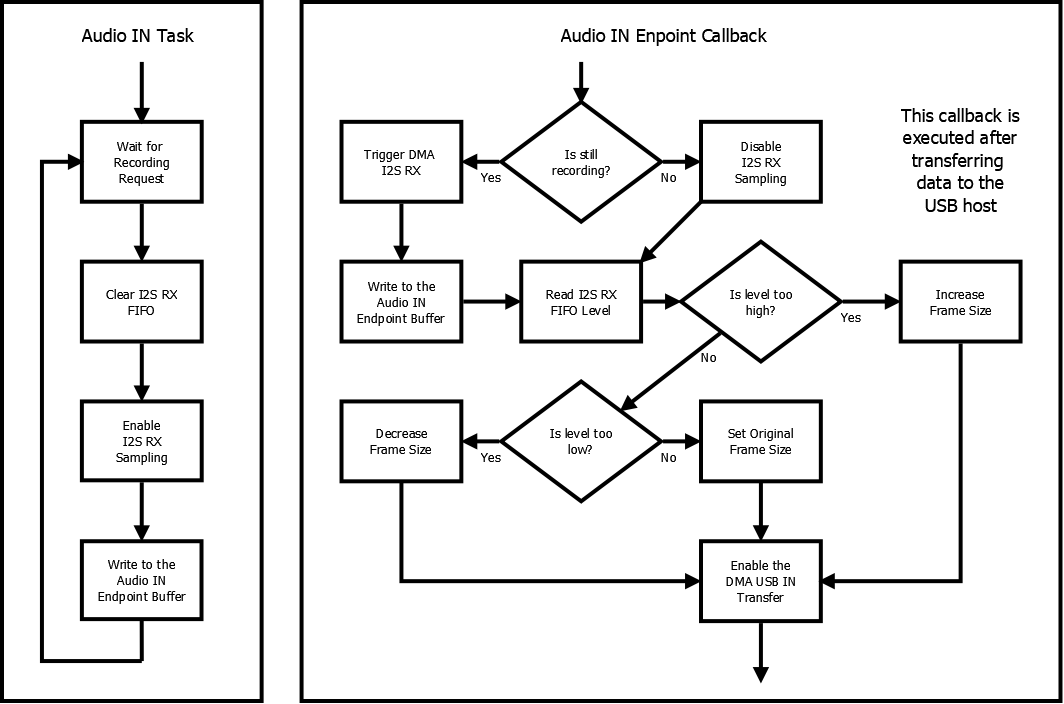 Audio IN Task
Wait for
Recording
Request
Clear I2S RX
FIFO
Enable
I2S RX
Sampling
Write to the
Audio IN
Endpoint Buffer
Audio IN Enpoint Callback
This callback is
executed after
transferring
data to the
USB host
Is still
recording?
Yes
No
Trigger DMA
I2S RX
Disable
I2S RX
Sampling
Write to the
Audio IN
Endpoint Buffer
Read I2S RX
FIFO Level
Is level too
high?
Yes
No
Increase
Frame Size
Is level too
low?
Yes
No
Decrease
Frame Size
Set Original
Frame Size
Enable the
DMA USB IN
Transfer